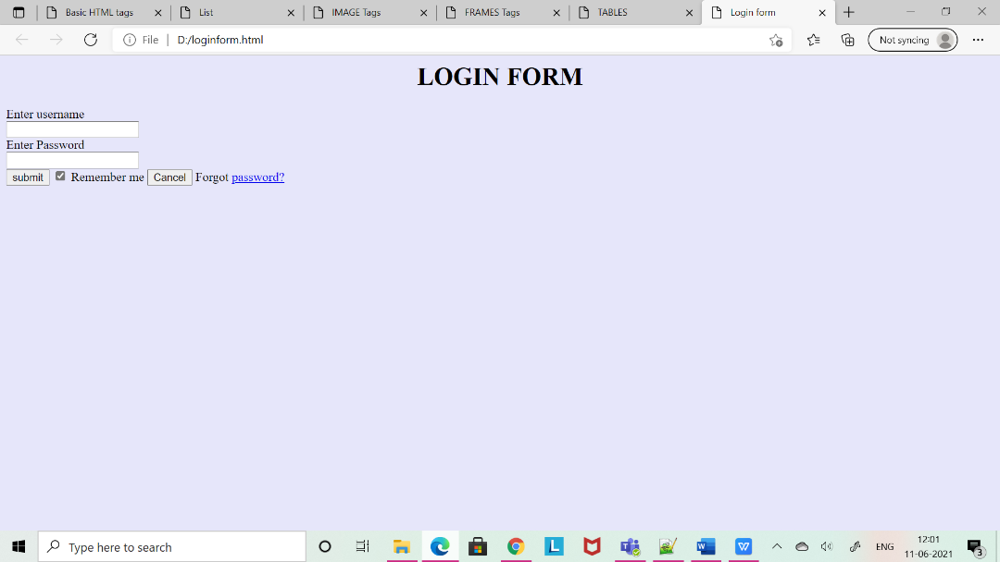 Basic HTML tags
List
IMAGE Tags
FRAMES Tags
TABLES
Login form
File
D:/loginform.html
Not syncing
LOGIN FORM
Enter username
Enter Password
submit Remember me Cancel Forgot password?
Type here to search
L
W
W
ENG
12:01
11-06-2021
3